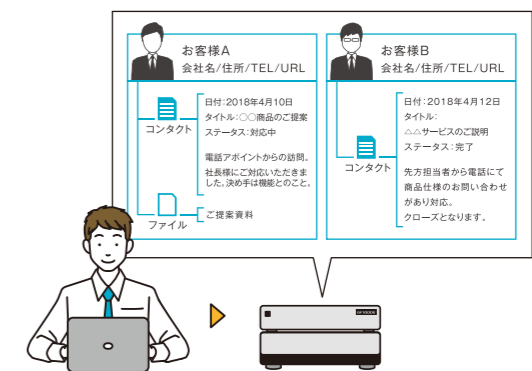 お客様A
会社名/住所/TEL/URL
コンタクト
日付:2018年4月10日
タイトル:○○商品のご提案
ステータス:対応中
電話アポイントからの訪問。
社長様にご対応いただきま
した。決め手は機能とのこと。
ファイル
ご提案資料
お客様B
会社名/住所/TEL/URL
コンタクト
日付:2018年4月12日
タイトル:
△△サービスのご説明
ステータス:完了
先方担当者から電話にて
商品仕様のお問い合わせ
があり対応。
クローズとなります。